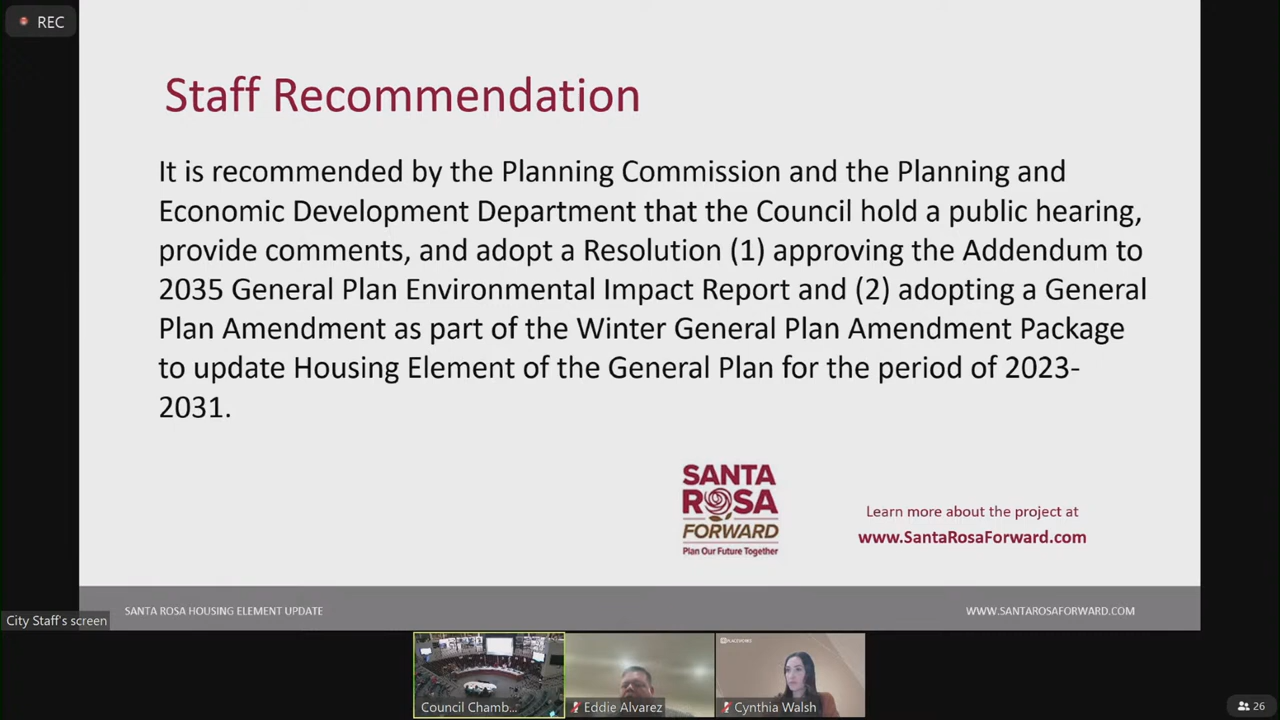 REC
Staff Recommendation
It is recommended by the Planning Commission and the Planning and
Economic Development Department that the Council hold a public hearing,
provide comments, and adopt a Resolution (1) approving the Addendum to
2035 General Plan Environmental Impact Report and (2) adopting a General
Plan Amendment as part of the Winter General Plan Amendment Package
to update Housing Element of the General Plan for the period of 2023-
2031.
SANTA
ROSA
FORWARD
Plan Our Future Together
Learn more about the project at
www.SantaRosaForward.com
SANTA ROSA HOUSING ELEMENT UPDATE
WWW.SANTAROSAFORWARD.COM
City Staff's screen
PLACEWORKS
Council Chamb...
Eddie Alvarez
Cynthia Walsh
26